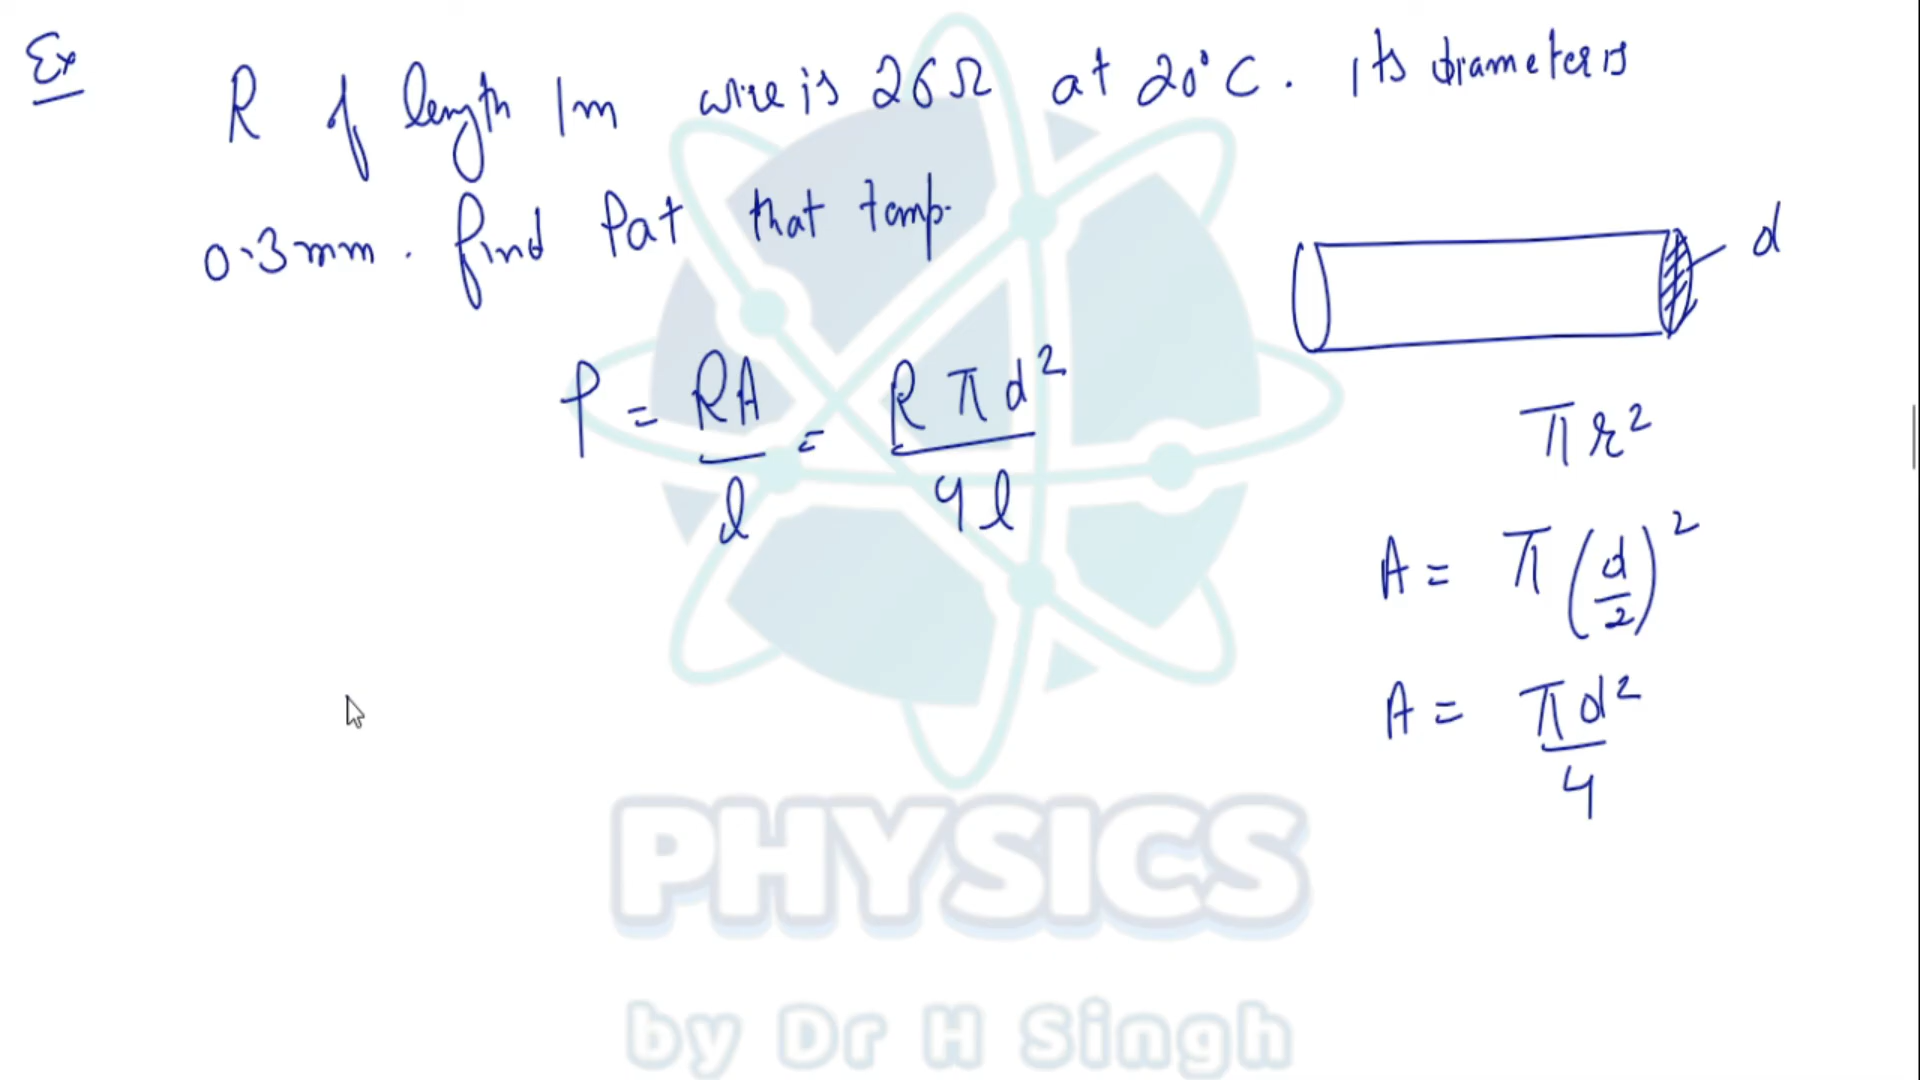 Ex
R of length 1m wire is 26Ω at 20°C. Its diameter is
0.3mm. find ρ at that temp.
d
ρ = RA/l = Rπd²/4l
πr²
A = π(d/2)²
A = πd²/4
PHYSICS
by Dr H Singh